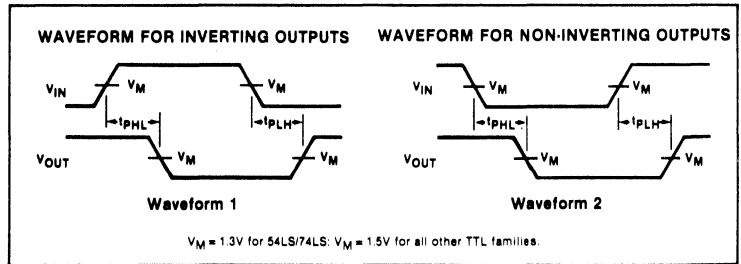 WAVEFORM FOR INVERTING OUTPUTS
VIN
VM
VM
tPHL
tPLH
VOUT
VM
VM
Waveform 1
WAVEFORM FOR NON-INVERTING OUTPUTS
VIN
VM
VM
tPHL
tPLH
VOUT
VM
VM
Waveform 2
VM = 1.3V for 54LS/74LS: VM = 1.5V for all other TTL families.